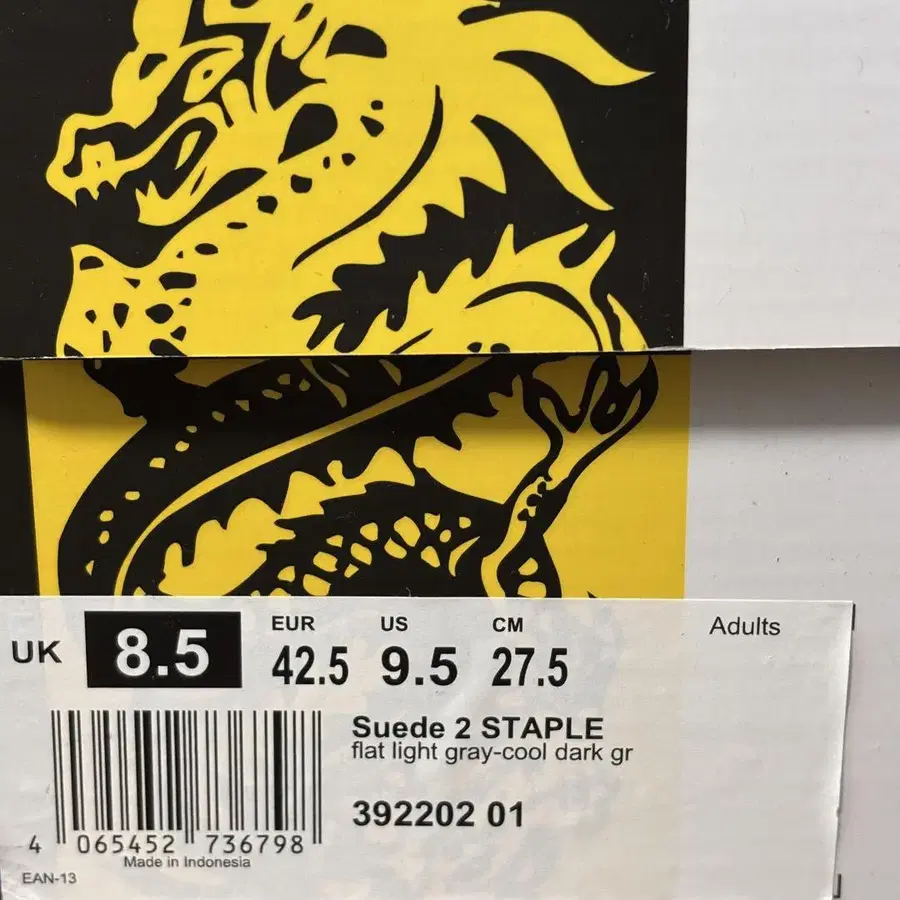 UK 8.5 EUR 42.5 US 9.5 CM 27.5 Adults
Suede 2 STAPLE
flat light gray-cool dark gr
392202 01
4 065452 736798
Made in Indonesia
EAN-13